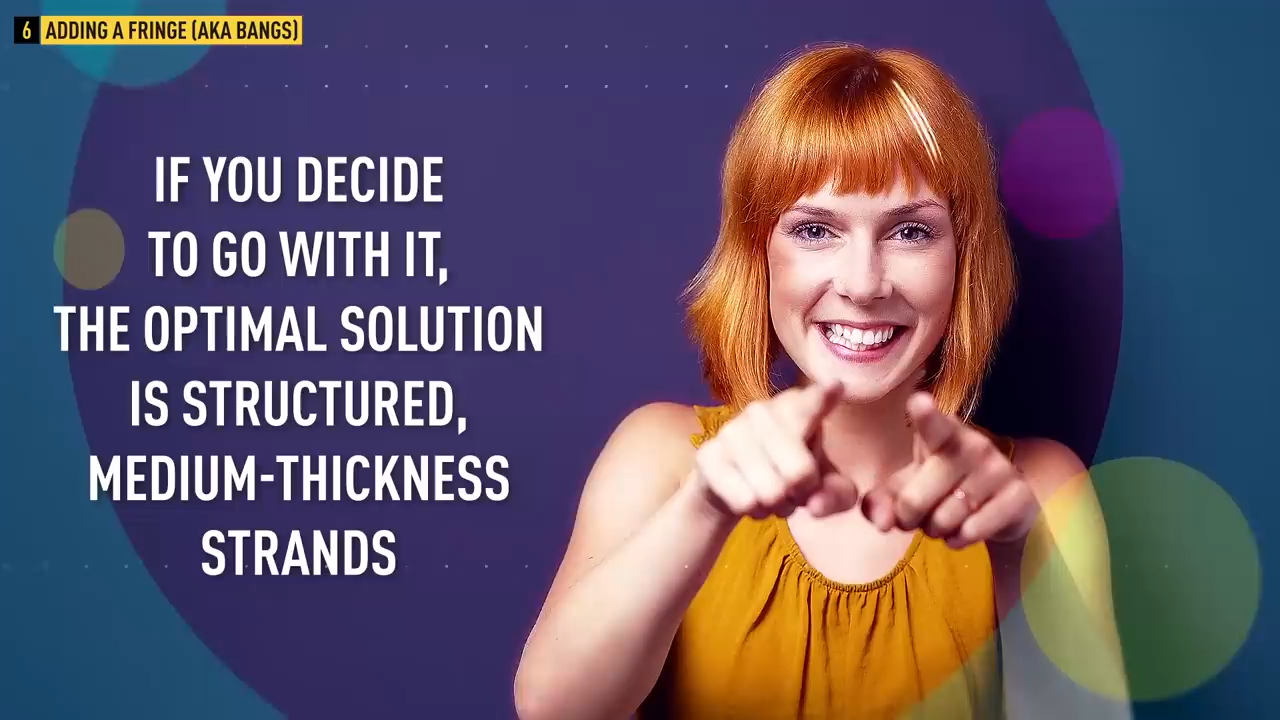 6 ADDING A FRINGE (AKA BANGS)
IF YOU DECIDE
TO GO WITH IT,
THE OPTIMAL SOLUTION
IS STRUCTURED,
MEDIUM-THICKNESS
STRANDS